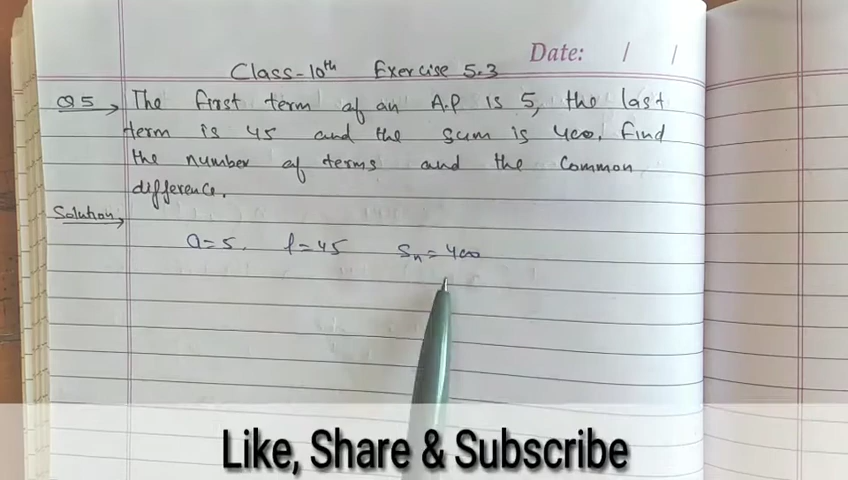 Date: / /
Class-10th Exercise 5.3
Q5 The first term of an A.P is 5, the last
term is 45 and the sum is 400. Find
the number of terms and the common
difference.
Solution,
a=5. l=45 Sn=400
Like, Share & Subscribe